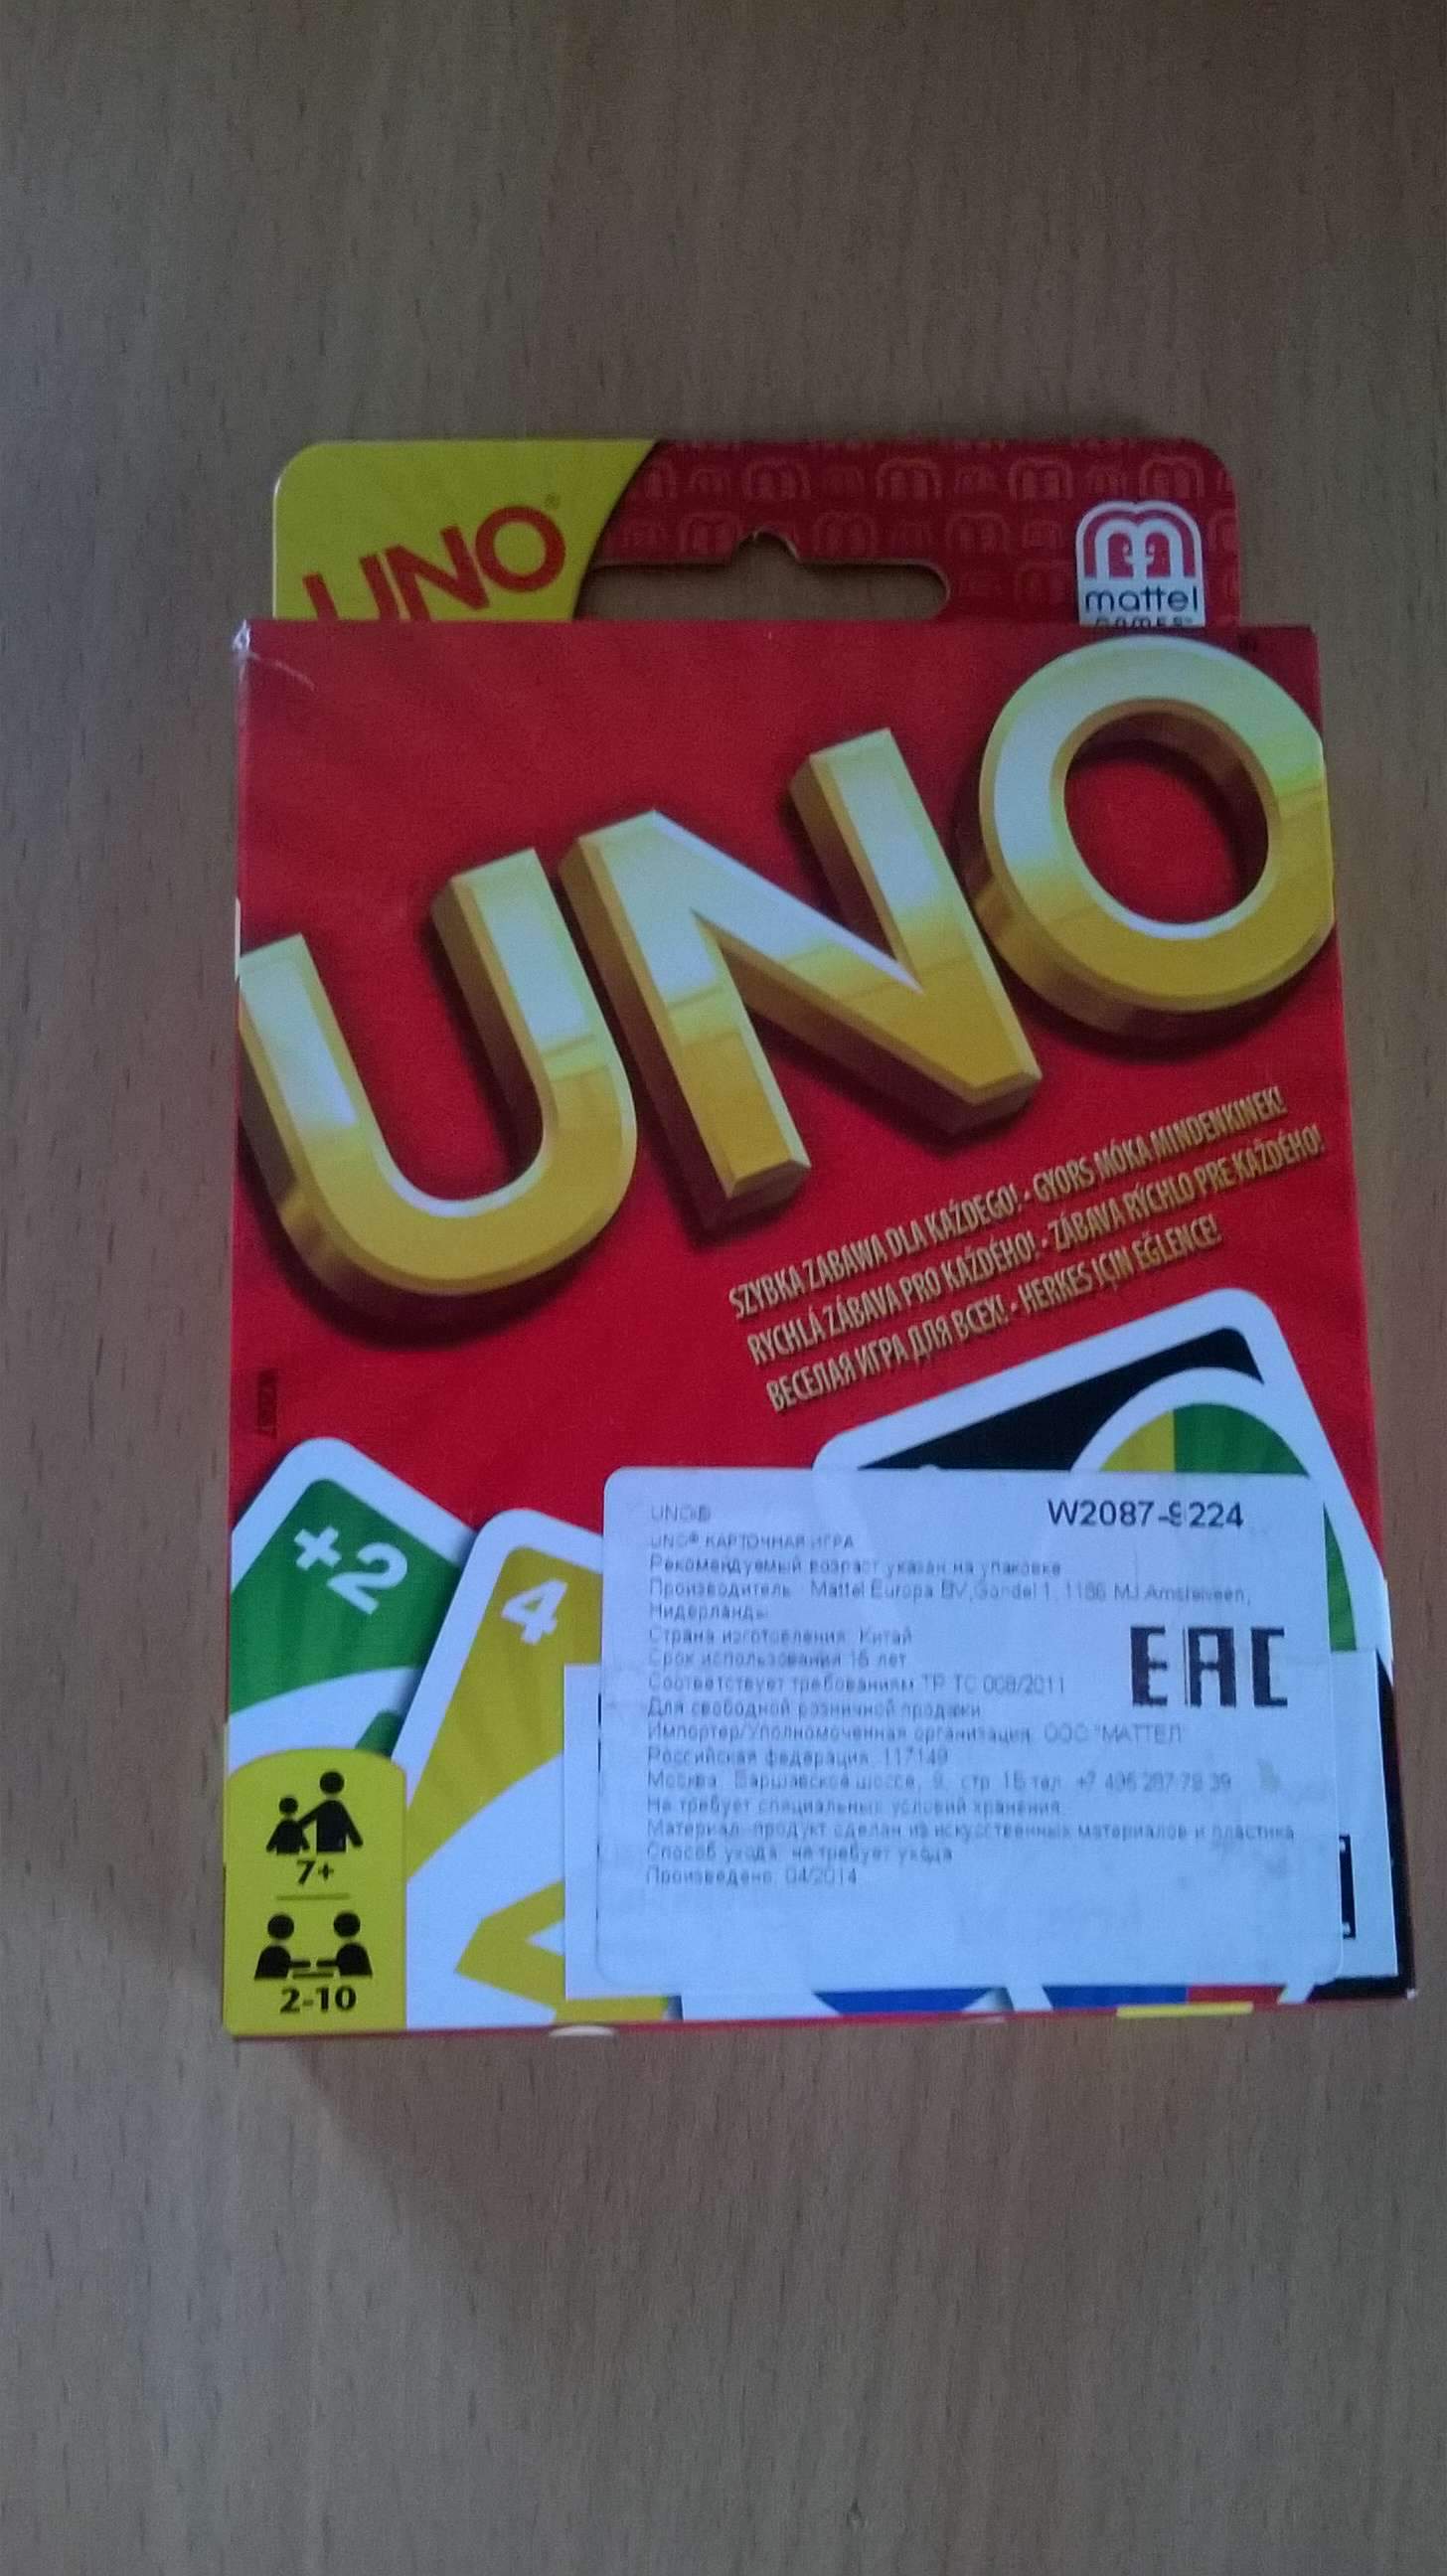 UNO®
mattel
GAMES™
UNO
SZYBKA ZABAWA DLA KAŻDEGO! • GYORS MÓKA MINDENKINEK!
RYCHLÁ ZÁBAVA PRO KAŽDÉHO! • ZÁBAVA RÝCHLO PRE KAŽDÉHO!
ВЕСЕЛАЯ ИГРА ДЛЯ ВСЕХ! • HERKES İÇİN EĞLENCE!
+2
4
7+
2-10
UNO®
W2087-9224
UNO® КАРТОЧНАЯ ИГРА
Рекомендуемый возраст указан на упаковке
Производитель: Mattel Europa BV, Gondel 1, 1186 MJ Amstelveen,
Нидерланды
Страна изготовления: Китай
Срок использования 15 лет
Соответствует требованиям ТР ТС 008/2011
EAC
Для свободной розничной продажи
Импортер/Уполномоченная организация: ООО "МАТТЕЛ"
Российская федерация, 117149
Москва, Варшавское шоссе, 9, стр. 1Б тел. +7 495
Не требует специальных условий хранения.
Материал: продукт сделан из искусственных материалов и пластика
Способ ухода: не требует ухода
Произведено: 04/2014